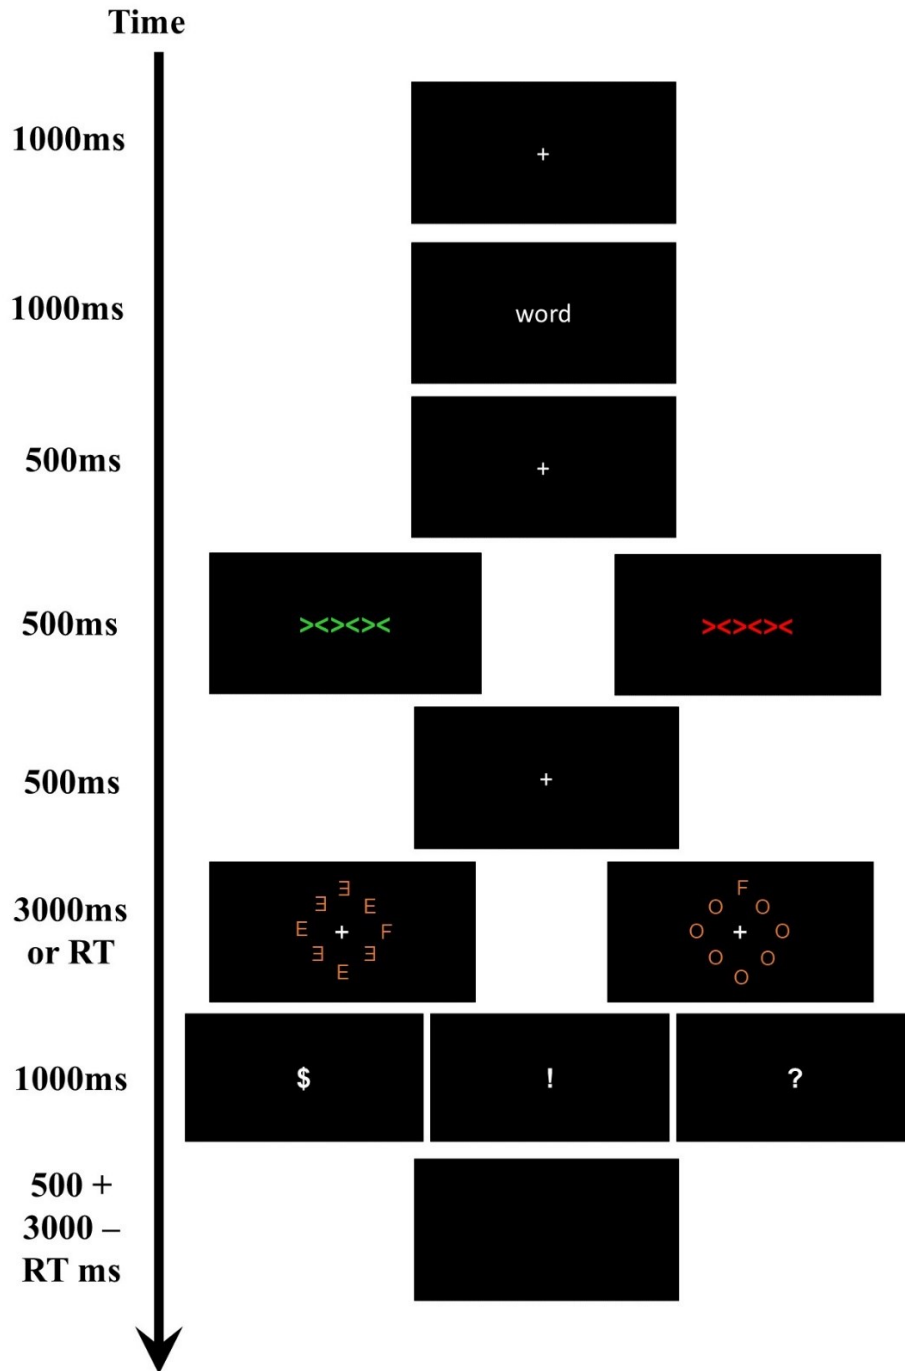 Time
1000ms
+
1000ms
word
500ms
+
500ms
><><><
><><><
500ms
+
3000ms
or RT
Ǝ
Ǝ E
E + F
Ǝ Ǝ
E
F
O O
O + O
O O
O
1000ms
$ ! ?
500 +
3000 –
RT ms